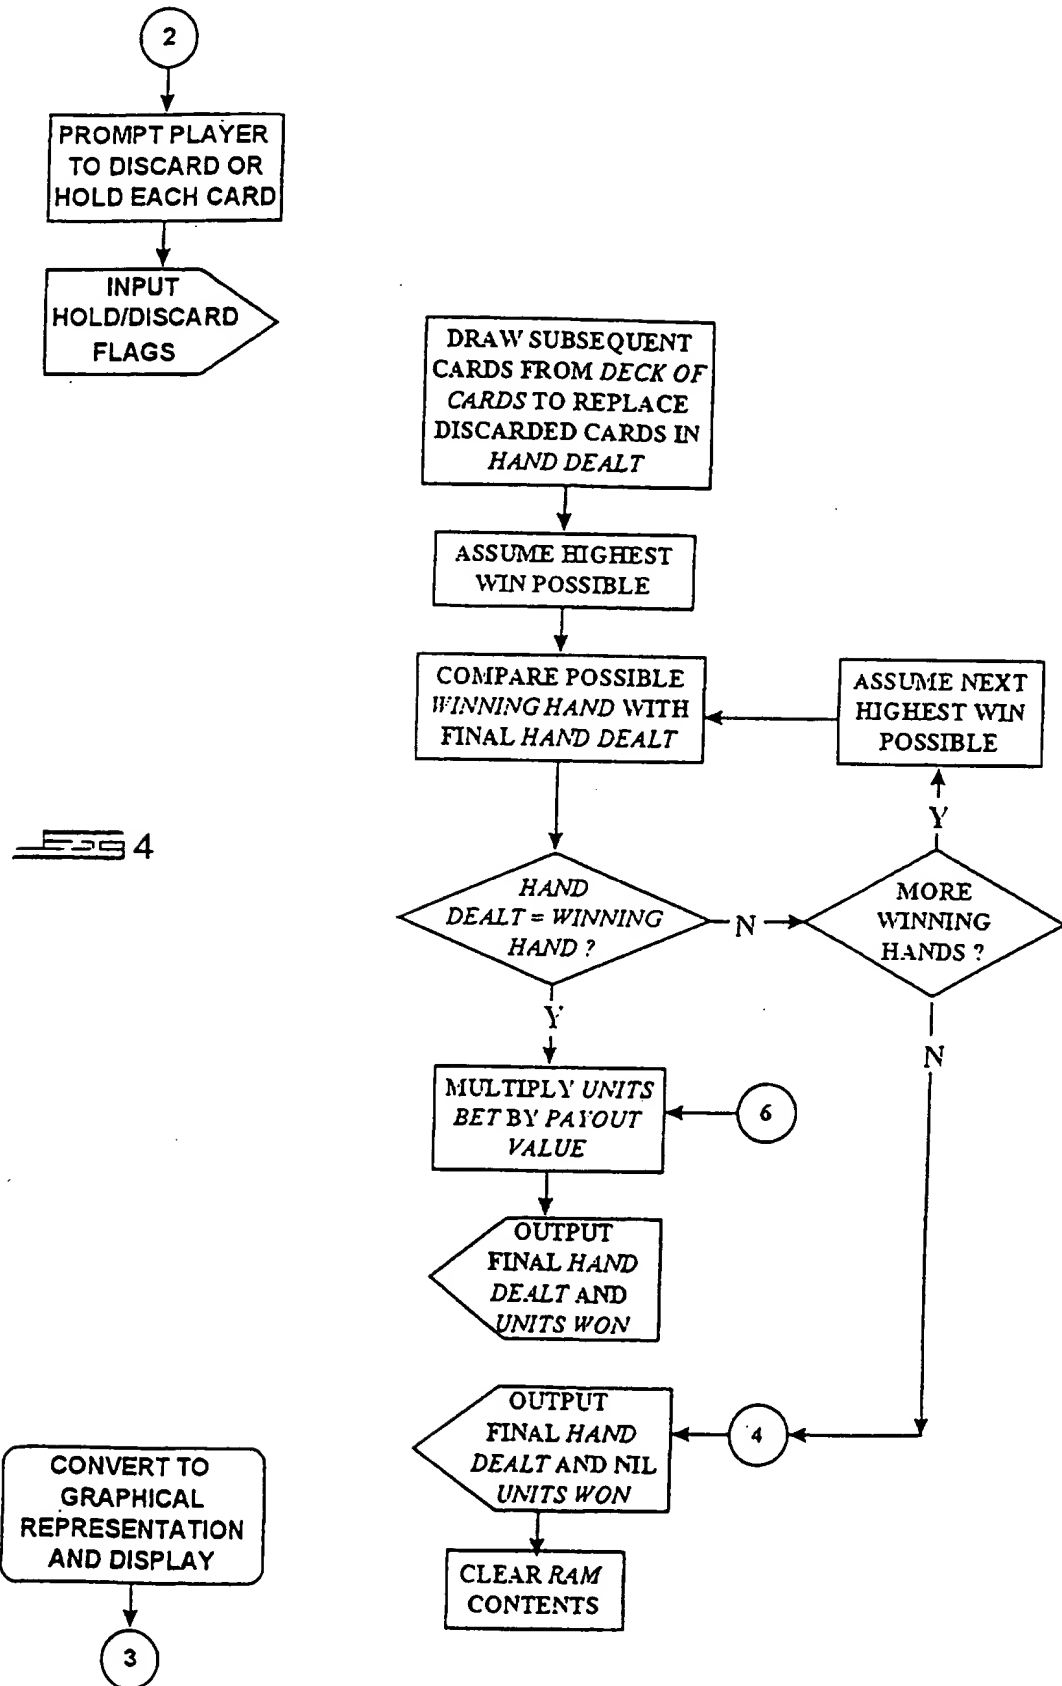 2
PROMPT PLAYER
TO DISCARD OR
HOLD EACH CARD
INPUT
HOLD/DISCARD
FLAGS
DRAW SUBSEQUENT
CARDS FROM DECK OF
CARDS TO REPLACE
DISCARDED CARDS IN
HAND DEALT
ASSUME HIGHEST
WIN POSSIBLE
COMPARE POSSIBLE
WINNING HAND WITH
FINAL HAND DEALT
ASSUME NEXT
HIGHEST WIN
POSSIBLE
Y
Fig 4
HAND
DEALT = WINNING
HAND ?
N
MORE
WINNING
HANDS ?
Y
N
MULTIPLY UNITS
BET BY PAYOUT
VALUE
6
OUTPUT
FINAL HAND
DEALT AND
UNITS WON
OUTPUT
FINAL HAND
DEALT AND NIL
UNITS WON
4
CONVERT TO
GRAPHICAL
REPRESENTATION
AND DISPLAY
CLEAR RAM
CONTENTS
3